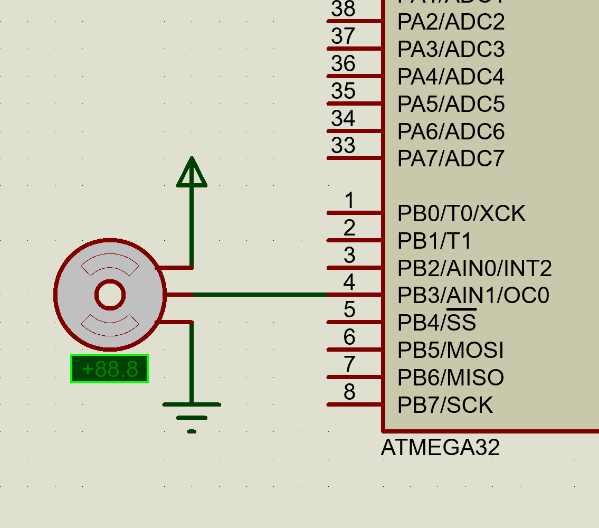 38 PA1/ADC1
PA2/ADC2
37 PA3/ADC3
36 PA4/ADC4
35 PA5/ADC5
34 PA6/ADC6
33 PA7/ADC7
1 PB0/T0/XCK
2 PB1/T1
3 PB2/AIN0/INT2
4 PB3/AIN1/OC0
5 PB4/SS
6 PB5/MOSI
7 PB6/MISO
8 PB7/SCK
+88.8
ATMEGA32